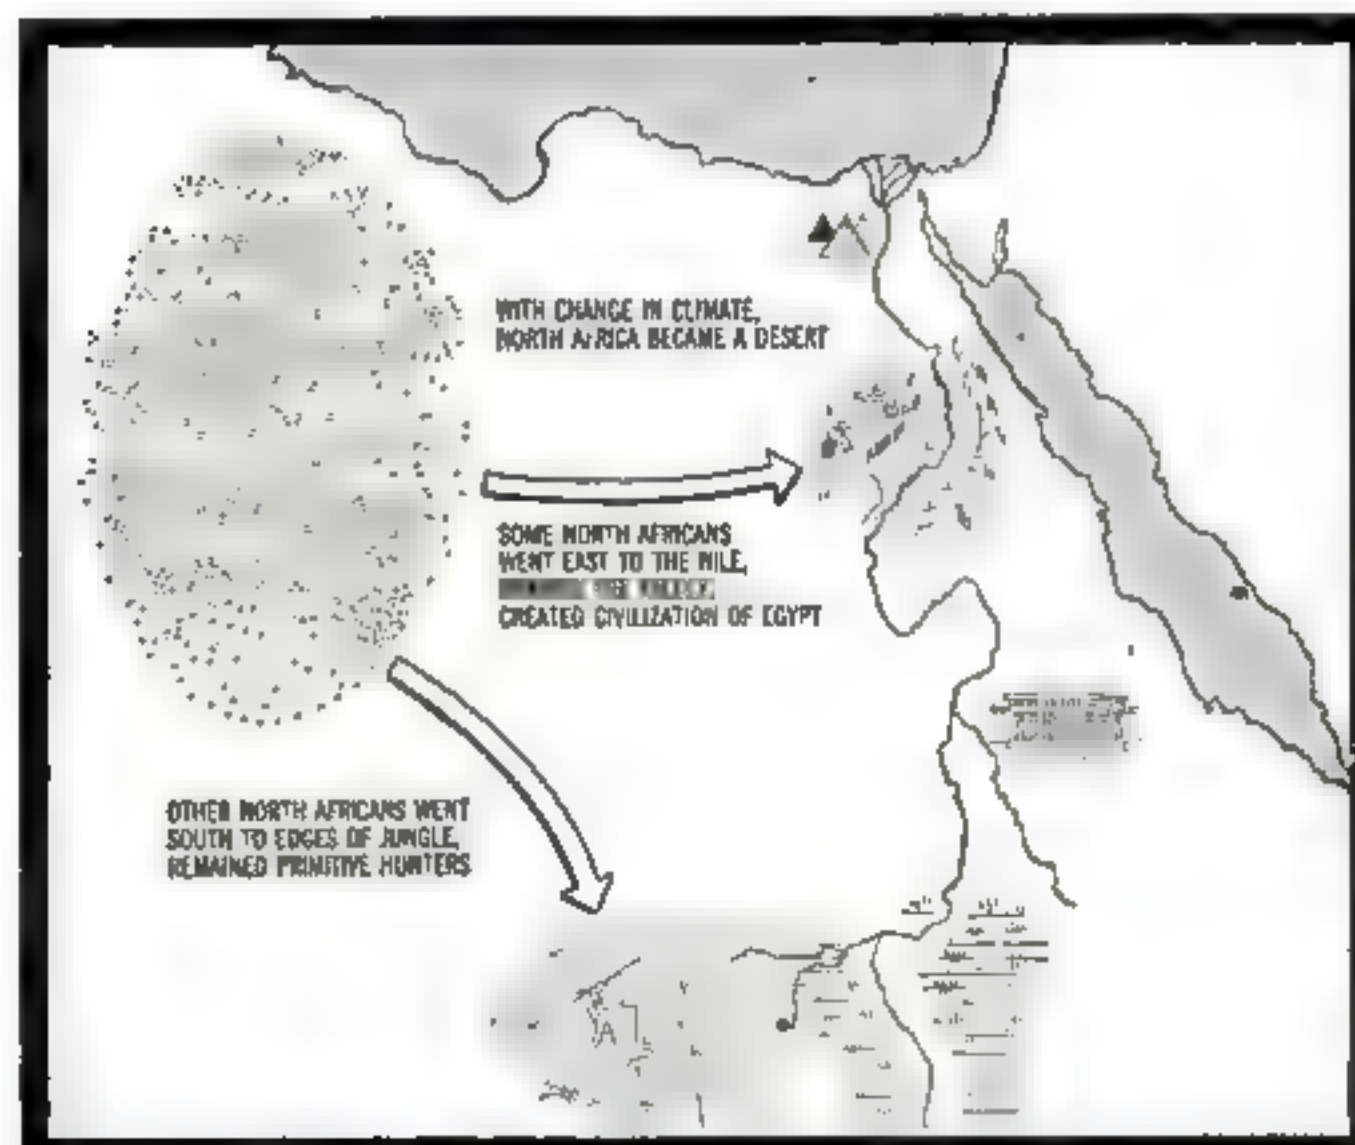 WITH CHANGE IN CLIMATE,
NORTH AFRICA BECAME A DESERT
SOME NORTH AFRICANS
WENT EAST TO THE NILE,
CREATED CIVILIZATION OF EGYPT
OTHER NORTH AFRICANS WENT
SOUTH TO EDGES OF JUNGLE,
REMAINED PRIMITIVE HUNTERS